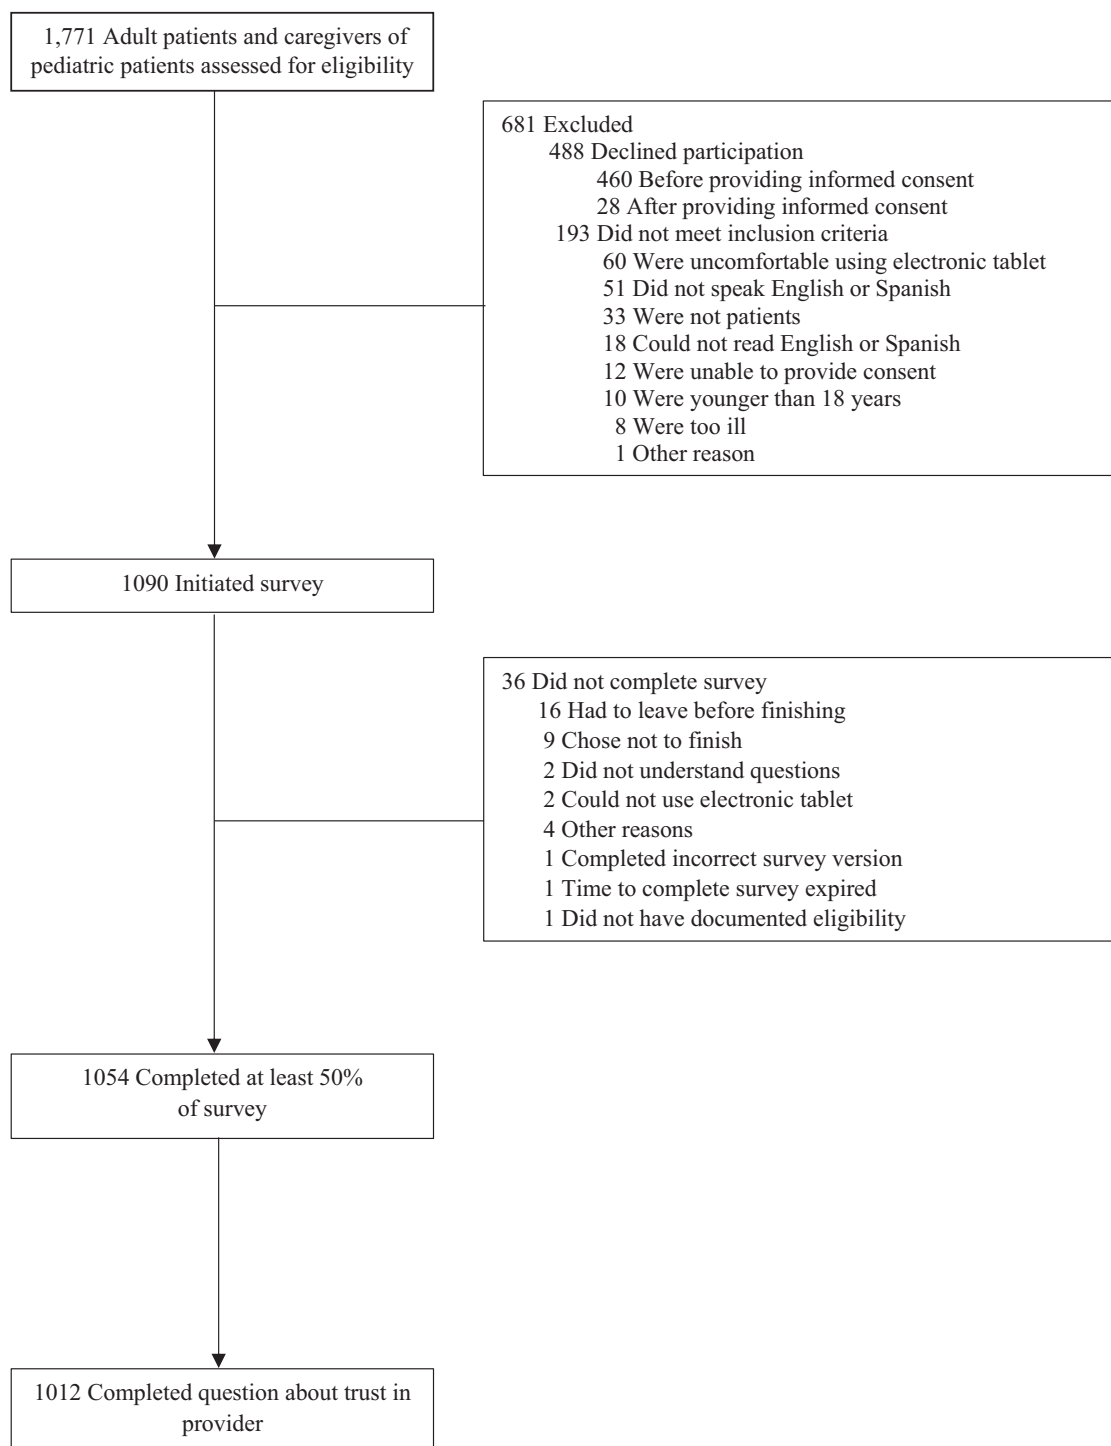 1,771 Adult patients and caregivers of
pediatric patients assessed for eligibility
681 Excluded
488 Declined participation
460 Before providing informed consent
28 After providing informed consent
193 Did not meet inclusion criteria
60 Were uncomfortable using electronic tablet
51 Did not speak English or Spanish
33 Were not patients
18 Could not read English or Spanish
12 Were unable to provide consent
10 Were younger than 18 years
8 Were too ill
1 Other reason
1090 Initiated survey
36 Did not complete survey
16 Had to leave before finishing
9 Chose not to finish
2 Did not understand questions
2 Could not use electronic tablet
4 Other reasons
1 Completed incorrect survey version
1 Time to complete survey expired
1 Did not have documented eligibility
1054 Completed at least 50%
of survey
1012 Completed question about trust in
provider